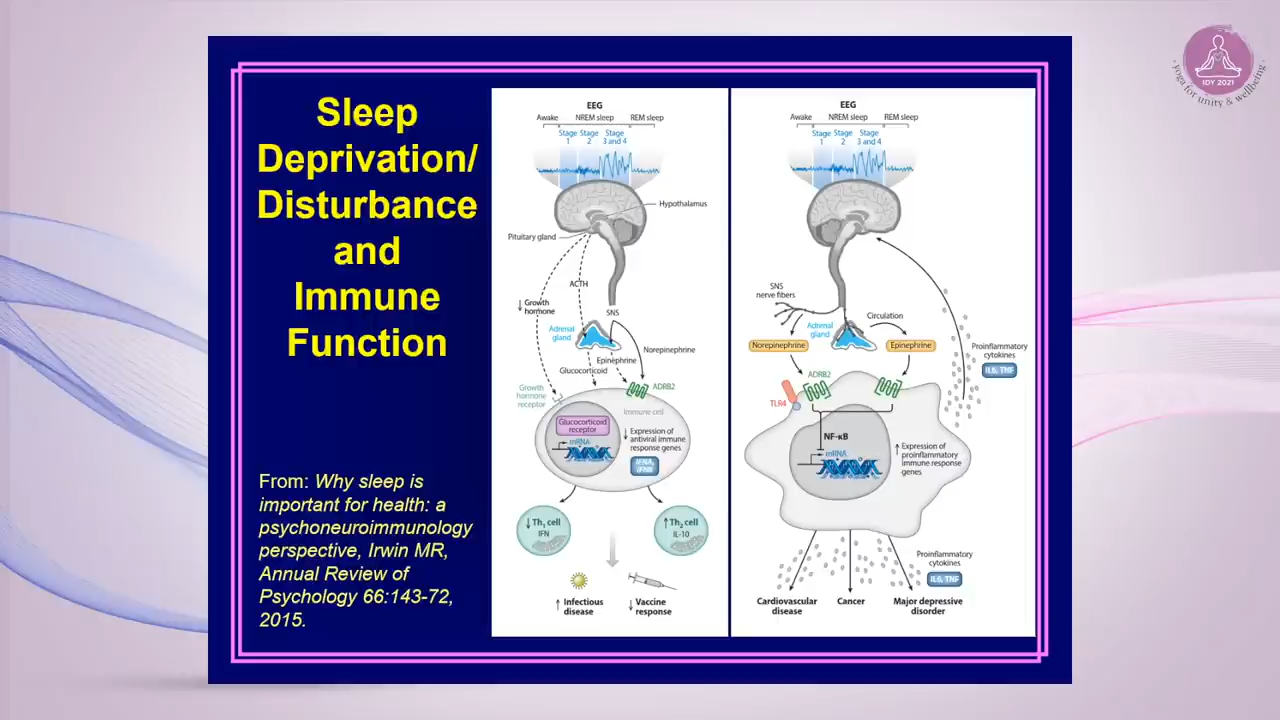 Sleep
Deprivation/
Disturbance
and
Immune
Function
From: Why sleep is
important for health: a
psychoneuroimmunology
perspective, Irwin MR,
Annual Review of
Psychology 66:143-72,
2015.
EEG
Awake NREM sleep REM sleep
Stage 1 Stage 2 Stage 3 and 4
Hypothalamus
Pituitary gland
ACTH
↓ Growth
hormone
SNS
Adrenal
gland
Norepinephrine
Epinephrine
Glucocorticoid
Growth
hormone
receptor
ADRB2
Immune cell
Glucocorticoid
receptor
mRNA
↓ Expression of
antiviral immune
response genes
IFNA,
IFNB
↓ Th1 cell
IFN
↑ Th2 cell
IL-10
↑ Infectious
disease
↓ Vaccine
response
EEG
Awake NREM sleep REM sleep
Stage 1 Stage 2 Stage 3 and 4
SNS
nerve fibers
Adrenal
gland
Circulation
Norepinephrine
Epinephrine
Proinflammatory
cytokines
IL6, TNF
TLR4
ADRB2
NF-κB
mRNA
↑ Expression of
proinflammatory
immune response
genes
Proinflammatory
cytokines
IL6, TNF
Cardiovascular
disease
Cancer
Major depressive
disorder
IDY 2021
yoga for unity & wellbeing